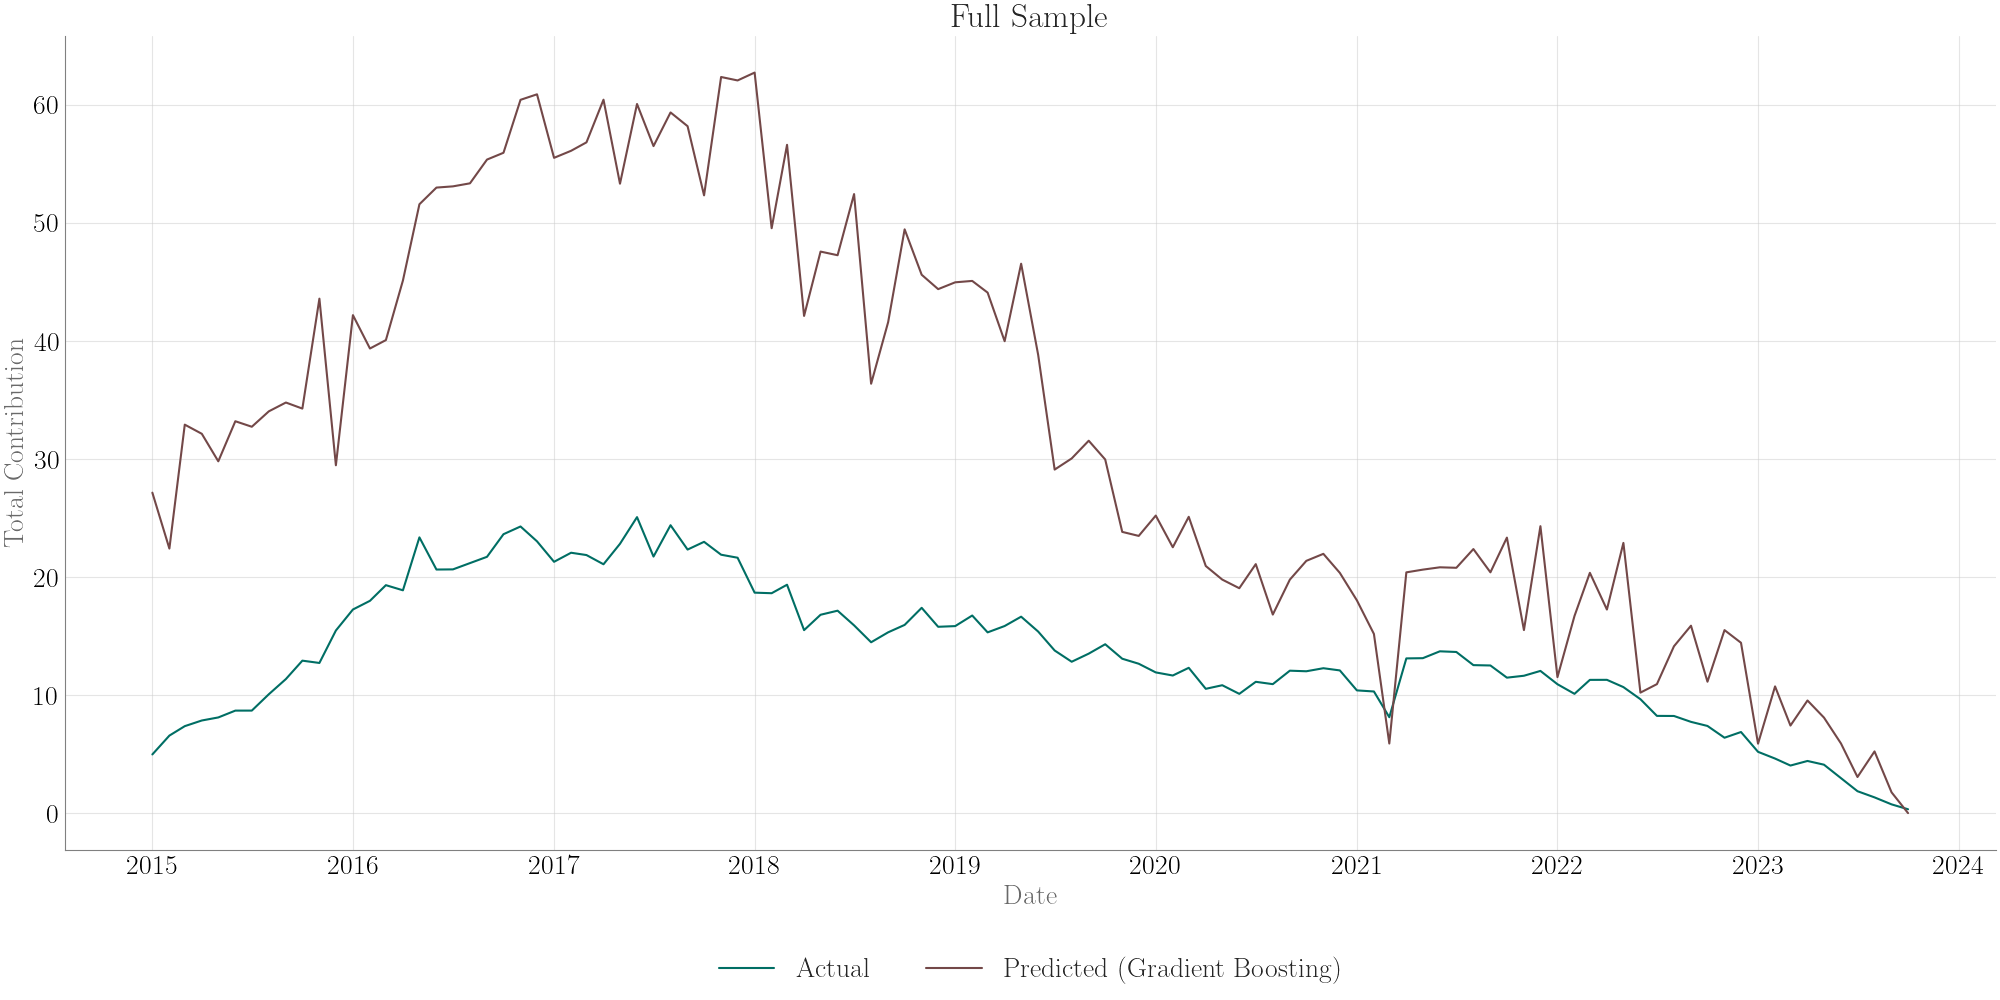 Full Sample
Total Contribution
60
50
40
30
20
10
0
2015 2016 2017 2018 2019 2020 2021 2022 2023 2024
Date
Actual Predicted (Gradient Boosting)